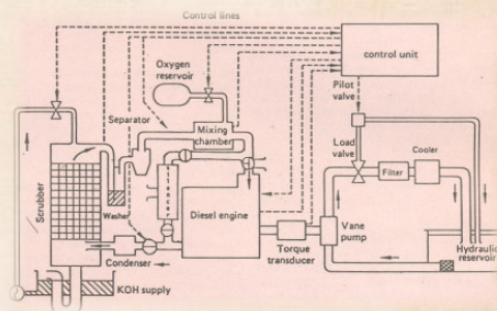 Control lines
control unit
Oxygen
reservoir
Pilot
valve
Separator
Mixing
chamber
Load
valve
Cooler
Filter
Scrubber
Washer
Diesel engine
Vane
pump
Condenser
Torque
transducer
Hydraulic
reservoir
KOH supply